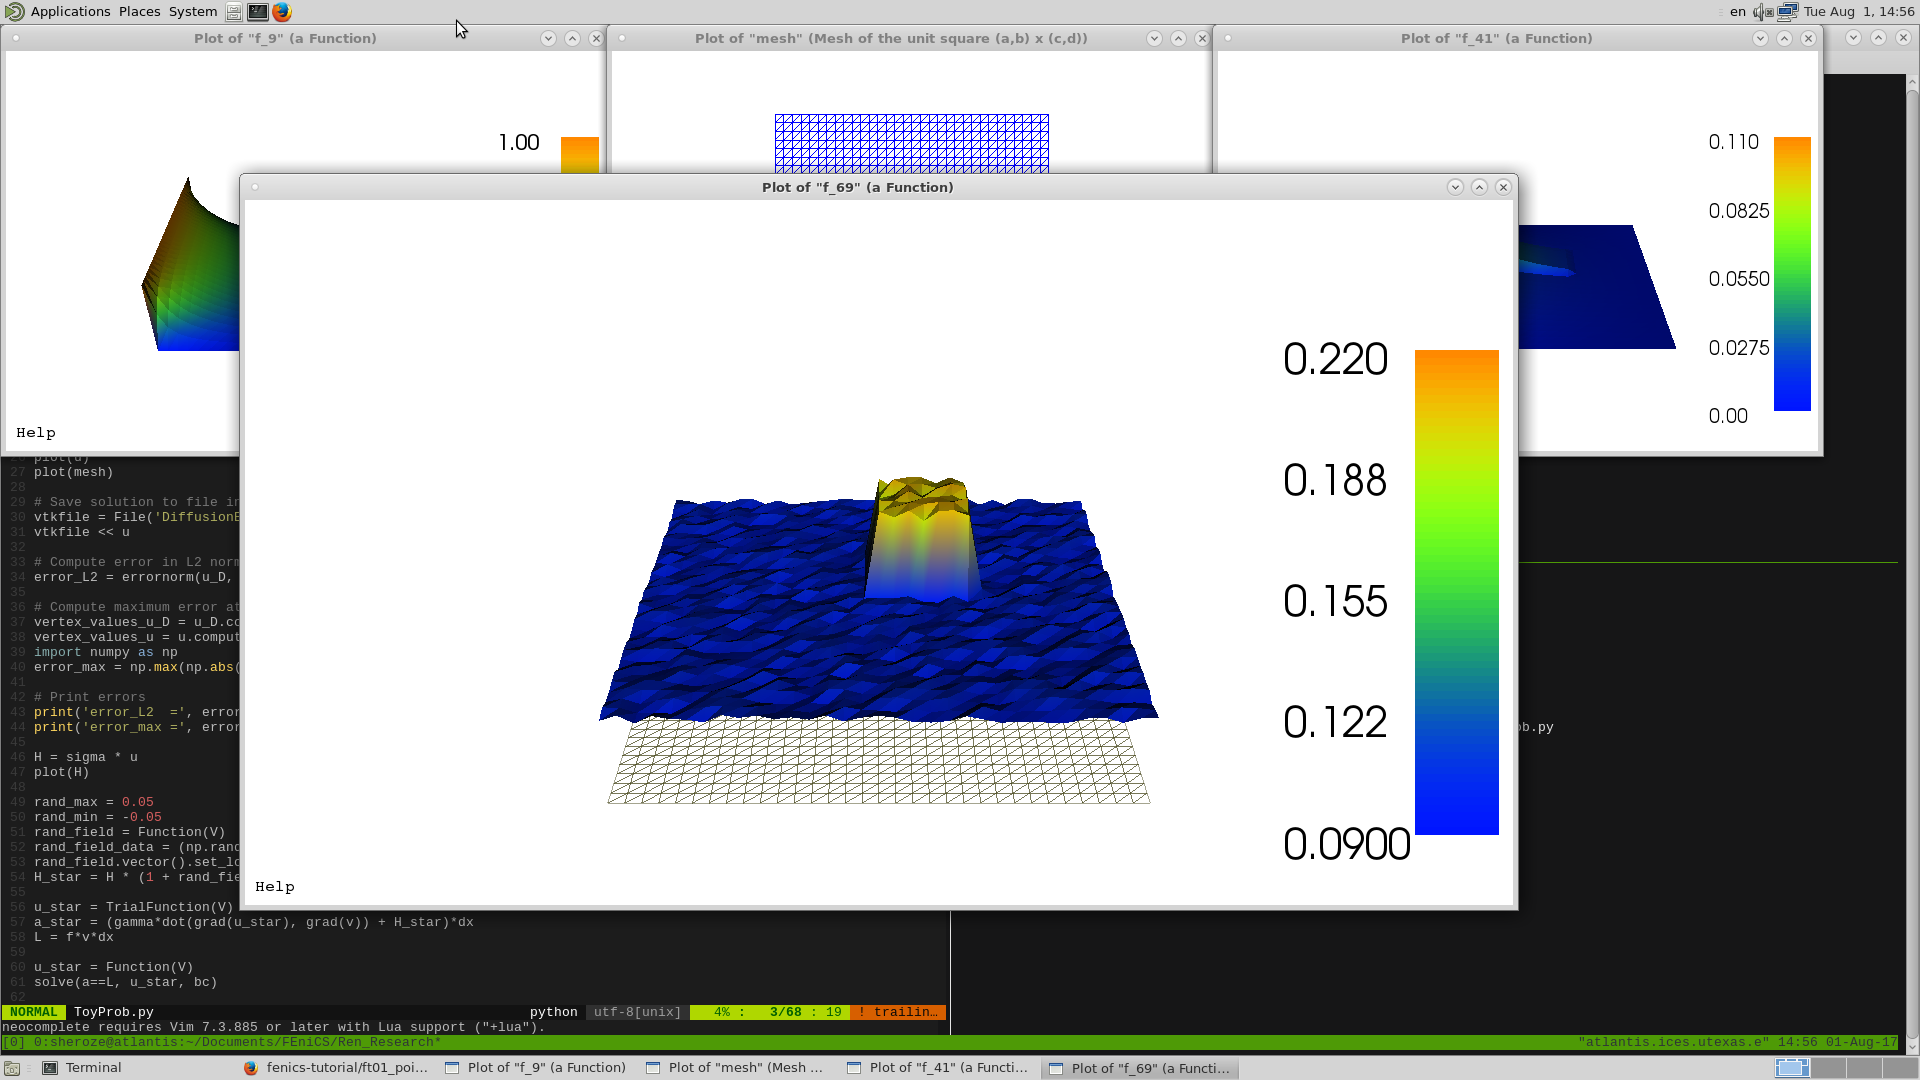 Applications Places System
en Tue Aug 1, 14:56
Plot of "f_9" (a Function)
1.00
Help
Plot of "mesh" (Mesh of the unit square (a,b) x (c,d))
Plot of "f_41" (a Function)
0.110
0.0825
0.0550
0.0275
0.00
Plot of "f_69" (a Function)
0.220
0.188
0.155
0.122
0.0900
Help
26 plot(u)
27 plot(mesh)
28
29 # Save solution to file in
30 vtkfile = File('DiffusionE
31 vtkfile << u
32
33 # Compute error in L2 norm
34 error_L2 = errornorm(u_D,
35
36 # Compute maximum error at
37 vertex_values_u_D = u_D.co
38 vertex_values_u = u.comput
39 import numpy as np
40 error_max = np.max(np.abs(
41
42 # Print errors
43 print('error_L2  =', error
44 print('error_max =', error
45
46 H = sigma * u
47 plot(H)
48
49 rand_max = 0.05
50 rand_min = -0.05
51 rand_field = Function(V)
52 rand_field_data = (np.rand
53 rand_field.vector().set_lo
54 H_star = H * (1 + rand_fie
55
56 u_star = TrialFunction(V)
57 a_star = (gamma*dot(grad(u_star), grad(v)) + H_star)*dx
58 L = f*v*dx
59
60 u_star = Function(V)
61 solve(a==L, u_star, bc)
62
ob.py
NORMAL ToyProb.py python utf-8[unix] 4% : 3/68 : 19 ! trailin…
neocomplete requires Vim 7.3.885 or later with Lua support ("+lua").
[0] 0:sheroze@atlantis:~/Documents/FEniCS/Ren_Research* "atlantis.ices.utexas.e" 14:56 01-Aug-17
Terminal fenics-tutorial/ft01_poi... Plot of "f_9" (a Function) Plot of "mesh" (Mesh ... Plot of "f_41" (a Functi... Plot of "f_69" (a Functi...